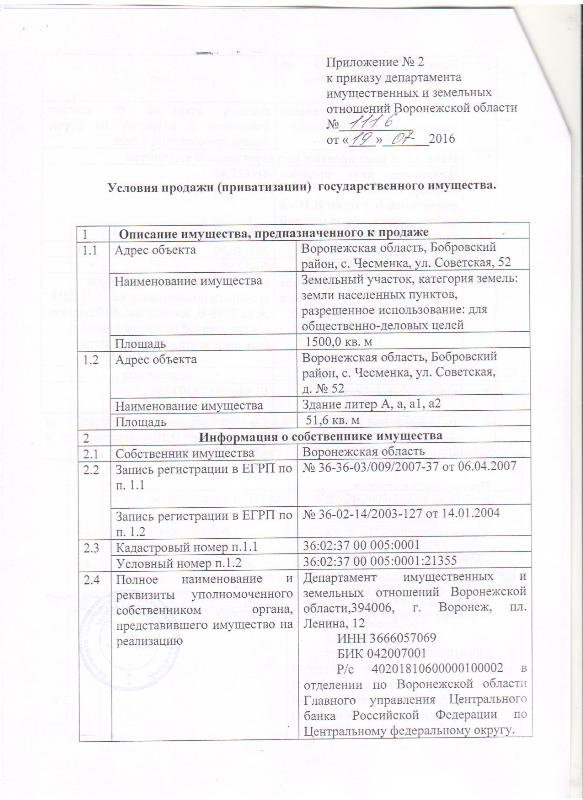 Приложение № 2
к приказу департамента
имущественных и земельных
отношений Воронежской области
№ 1116
от «19» 07 2016
Условия продажи (приватизации) государственного имущества.
1 Описание имущества, предназначенного к продаже
1.1 Адрес объекта Воронежская область, Бобровский
район, с. Чесменка, ул. Советская, 52
Наименование имущества Земельный участок, категория земель:
земли населенных пунктов,
разрешенное использование: для
общественно-деловых целей
Площадь 1500,0 кв. м
1.2 Адрес объекта Воронежская область, Бобровский
район, с. Чесменка, ул. Советская,
д. № 52
Наименование имущества Здание литер А, а, а1, а2
Площадь 51,6 кв. м
2 Информация о собственнике имущества
2.1 Собственник имущества Воронежская область
2.2 Запись регистрации в ЕГРП по № 36-36-03/009/2007-37 от 06.04.2007
п. 1.1
Запись регистрации в ЕГРП по № 36-02-14/2003-127 от 14.01.2004
п. 1.2
2.3 Кадастровый номер п.1.1 36:02:37 00 005:0001
Условный номер п.1.2 36:02:37 00 005:0001:21355
2.4 Полное наименование и Департамент имущественных и
реквизиты уполномоченного земельных отношений Воронежской
собственником органа, области,394006, г. Воронеж, пл.
представившего имущество на Ленина, 12
реализацию ИНН 3666057069
БИК 042007001
Р/с 40201810600000100002 в
отделении по Воронежской области
Главного управления Центрального
банка Российской Федерации по
Центральному федеральному округу.